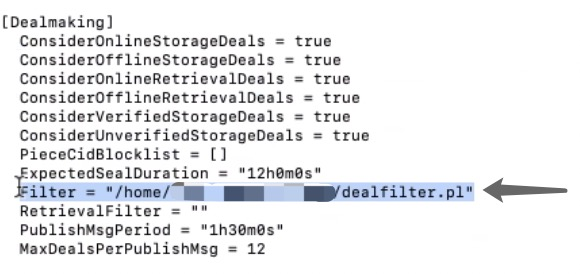 [Dealmaking]
ConsiderOnlineStorageDeals = true
ConsiderOfflineStorageDeals = true
ConsiderOnlineRetrievalDeals = true
ConsiderOfflineRetrievalDeals = true
ConsiderVerifiedStorageDeals = true
ConsiderUnverifiedStorageDeals = true
PieceCidBlocklist = []
ExpectedSealDuration = "12h0m0s"
Filter = "/home/ /dealfilter.pl"
RetrievalFilter = ""
PublishMsgPeriod = "1h30m0s"
MaxDealsPerPublishMsg = 12